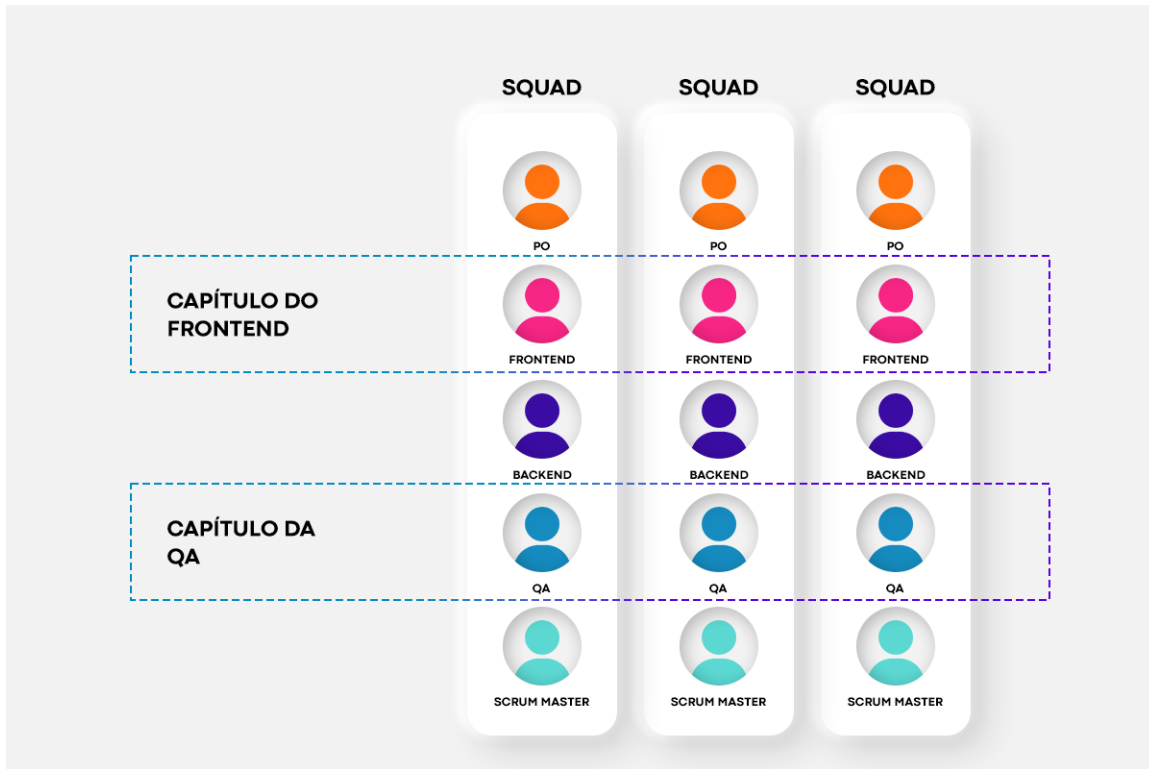 SQUAD SQUAD SQUAD
PO PO PO
CAPÍTULO DO
FRONTEND
FRONTEND FRONTEND FRONTEND
BACKEND BACKEND BACKEND
CAPÍTULO DA
QA
QA QA QA
SCRUM MASTER SCRUM MASTER SCRUM MASTER